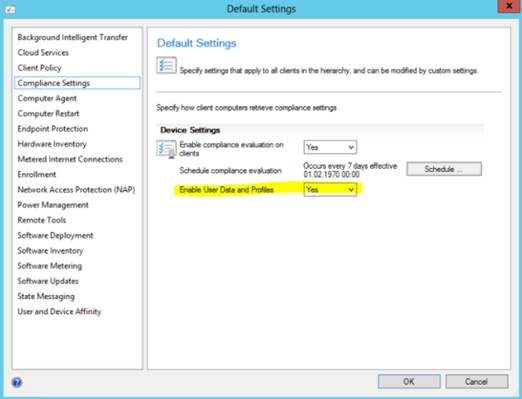 Default Settings
x
Background Intelligent Transfer
Cloud Services
Client Policy
Compliance Settings
Computer Agent
Computer Restart
Endpoint Protection
Hardware Inventory
Metered Internet Connections
Enrollment
Network Access Protection (NAP)
Power Management
Remote Tools
Software Deployment
Software Inventory
Software Metering
Software Updates
State Messaging
User and Device Affinity
Default Settings
Specify settings that apply to all clients in the hierarchy, and can be modified by custom settings.
Specify how client computers retrieve compliance settings
Device Settings
Enable compliance evaluation on
clients
Yes
Schedule compliance evaluation
Occurs every 7 days effective
01.02.1970 00:00
Schedule ...
Enable User Data and Profiles
Yes
?
OK
Cancel